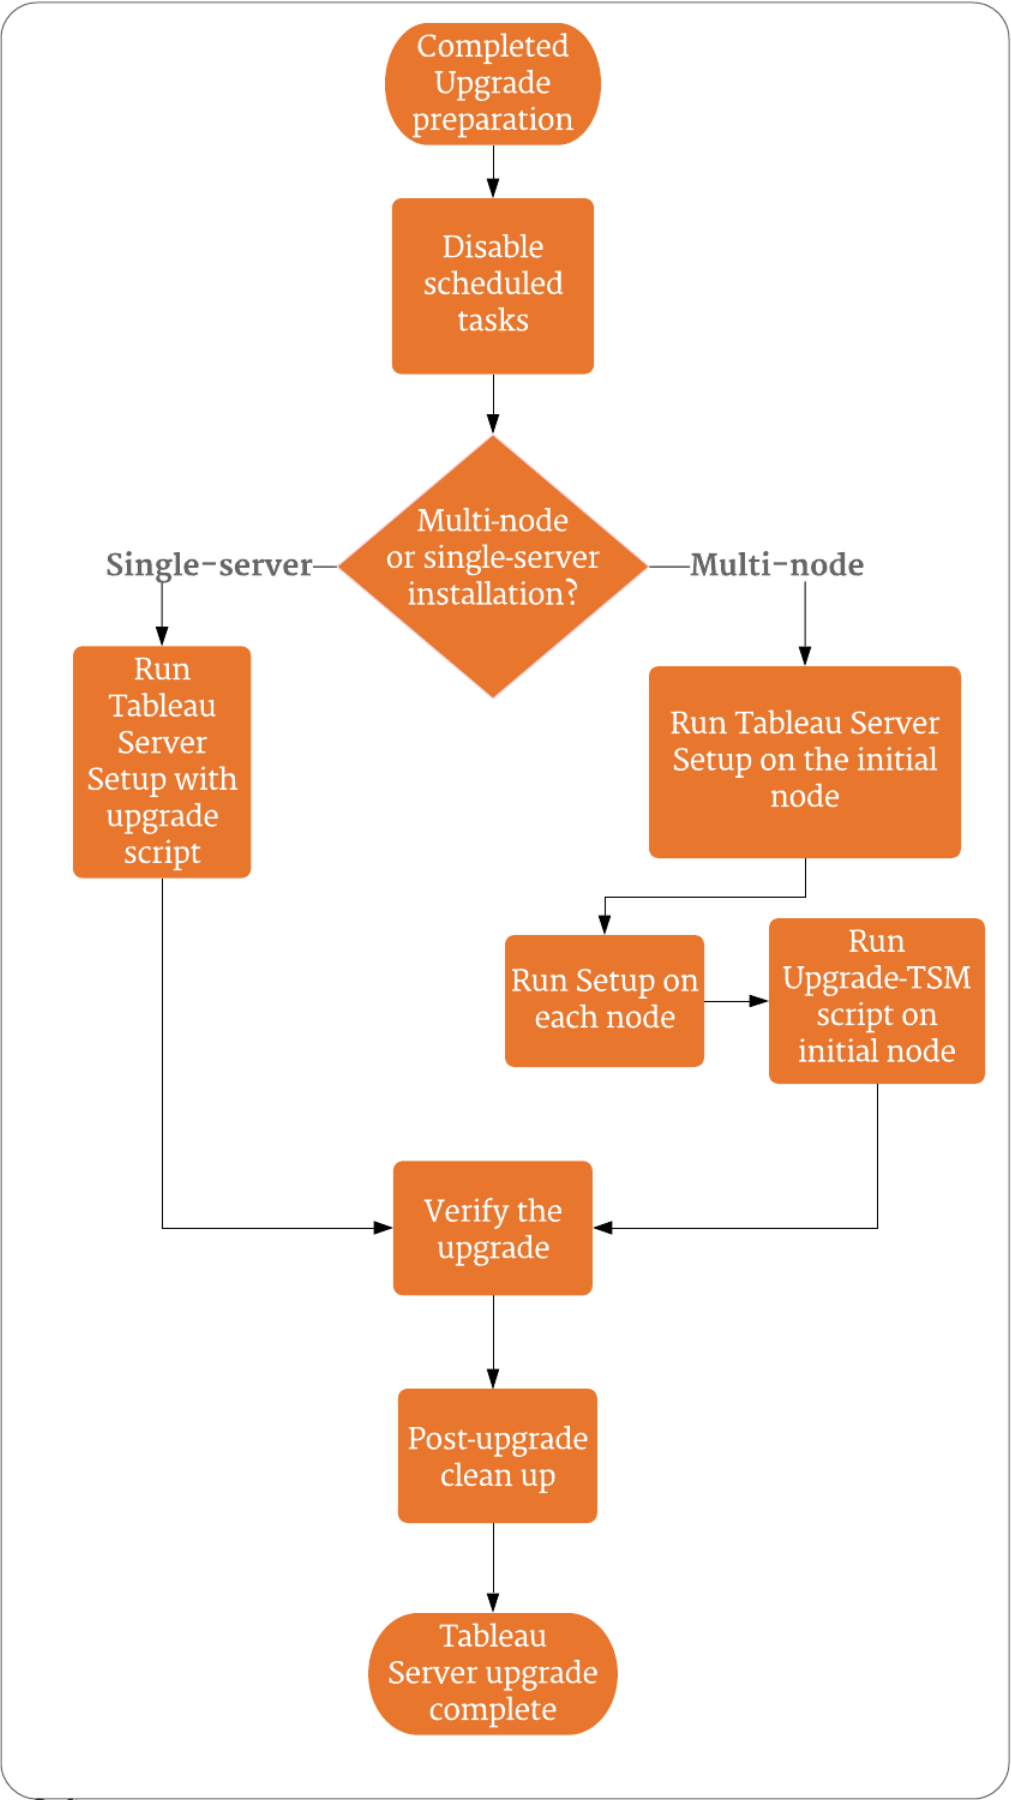 Completed
Upgrade
preparation
Disable
scheduled
tasks
Multi-node
or single-server
installation?
Single-server
Multi-node
Run
Tableau
Server
Setup with
upgrade
script
Run Tableau Server
Setup on the initial
node
Run Setup on
each node
Run
Upgrade-TSM
script on
initial node
Verify the
upgrade
Post-upgrade
clean up
Tableau
Server upgrade
complete